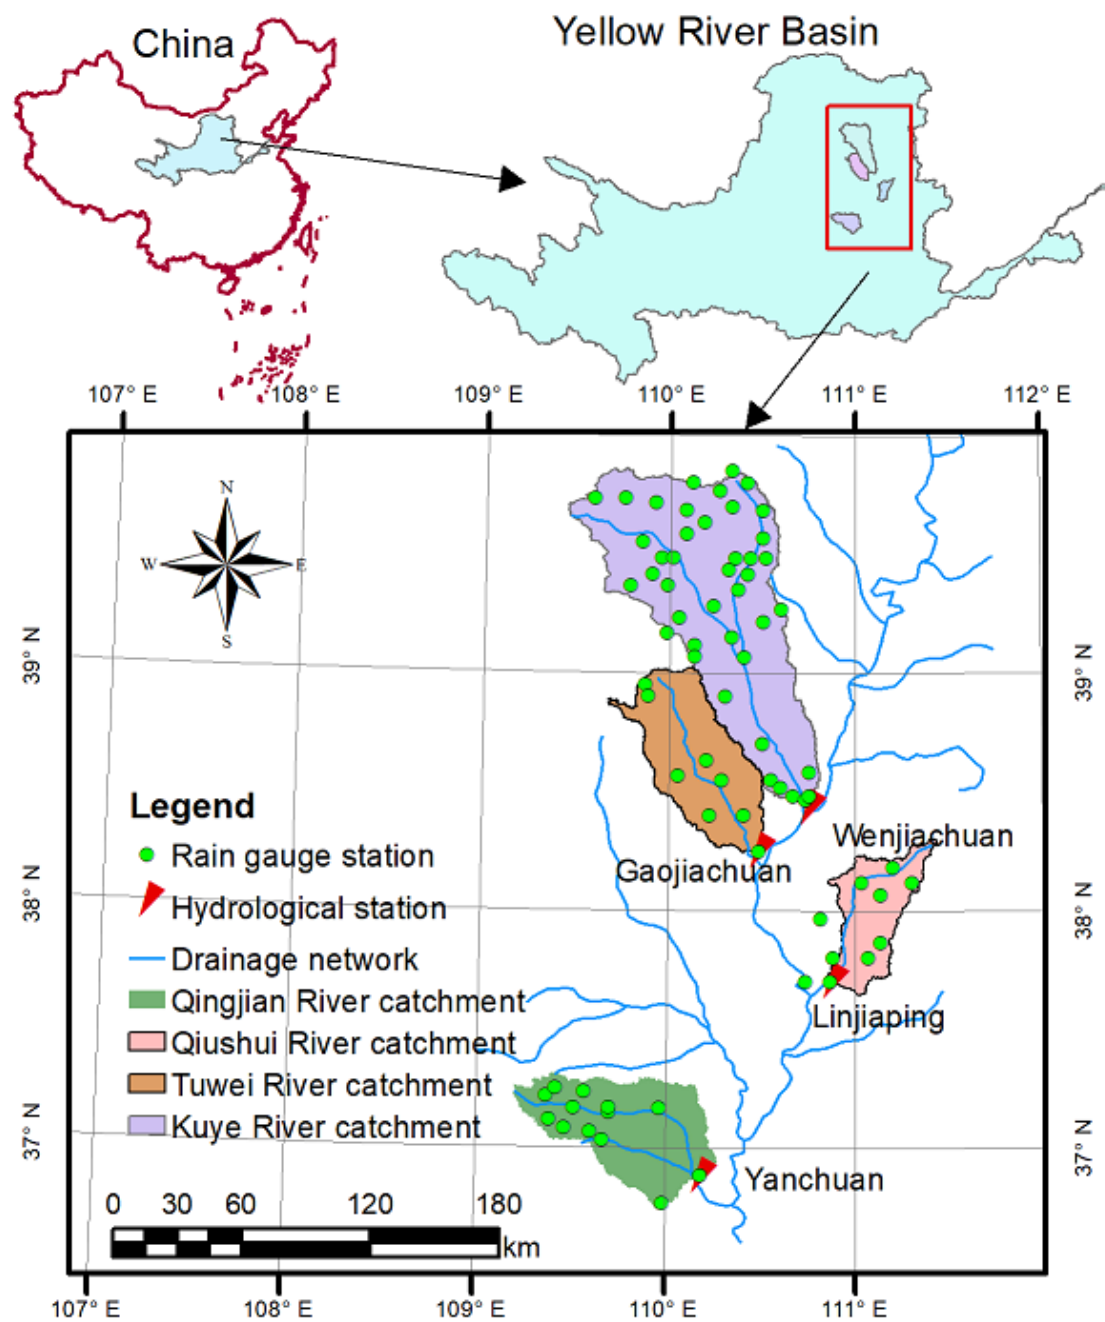 China
Yellow River Basin
107° E
108° E
109° E
110° E
111° E
112° E
N
W
E
S
39° N
39° N
Legend
Rain gauge station
Hydrological station
Drainage network
Qingjian River catchment
Qiushui River catchment
Tuwei River catchment
Kuye River catchment
Wenjiachuan
Gaojiachuan
38° N
38° N
Linjiaping
37° N
37° N
Yanchuan
0 30 60 120 180
km
107° E
108° E
109° E
110° E
111° E